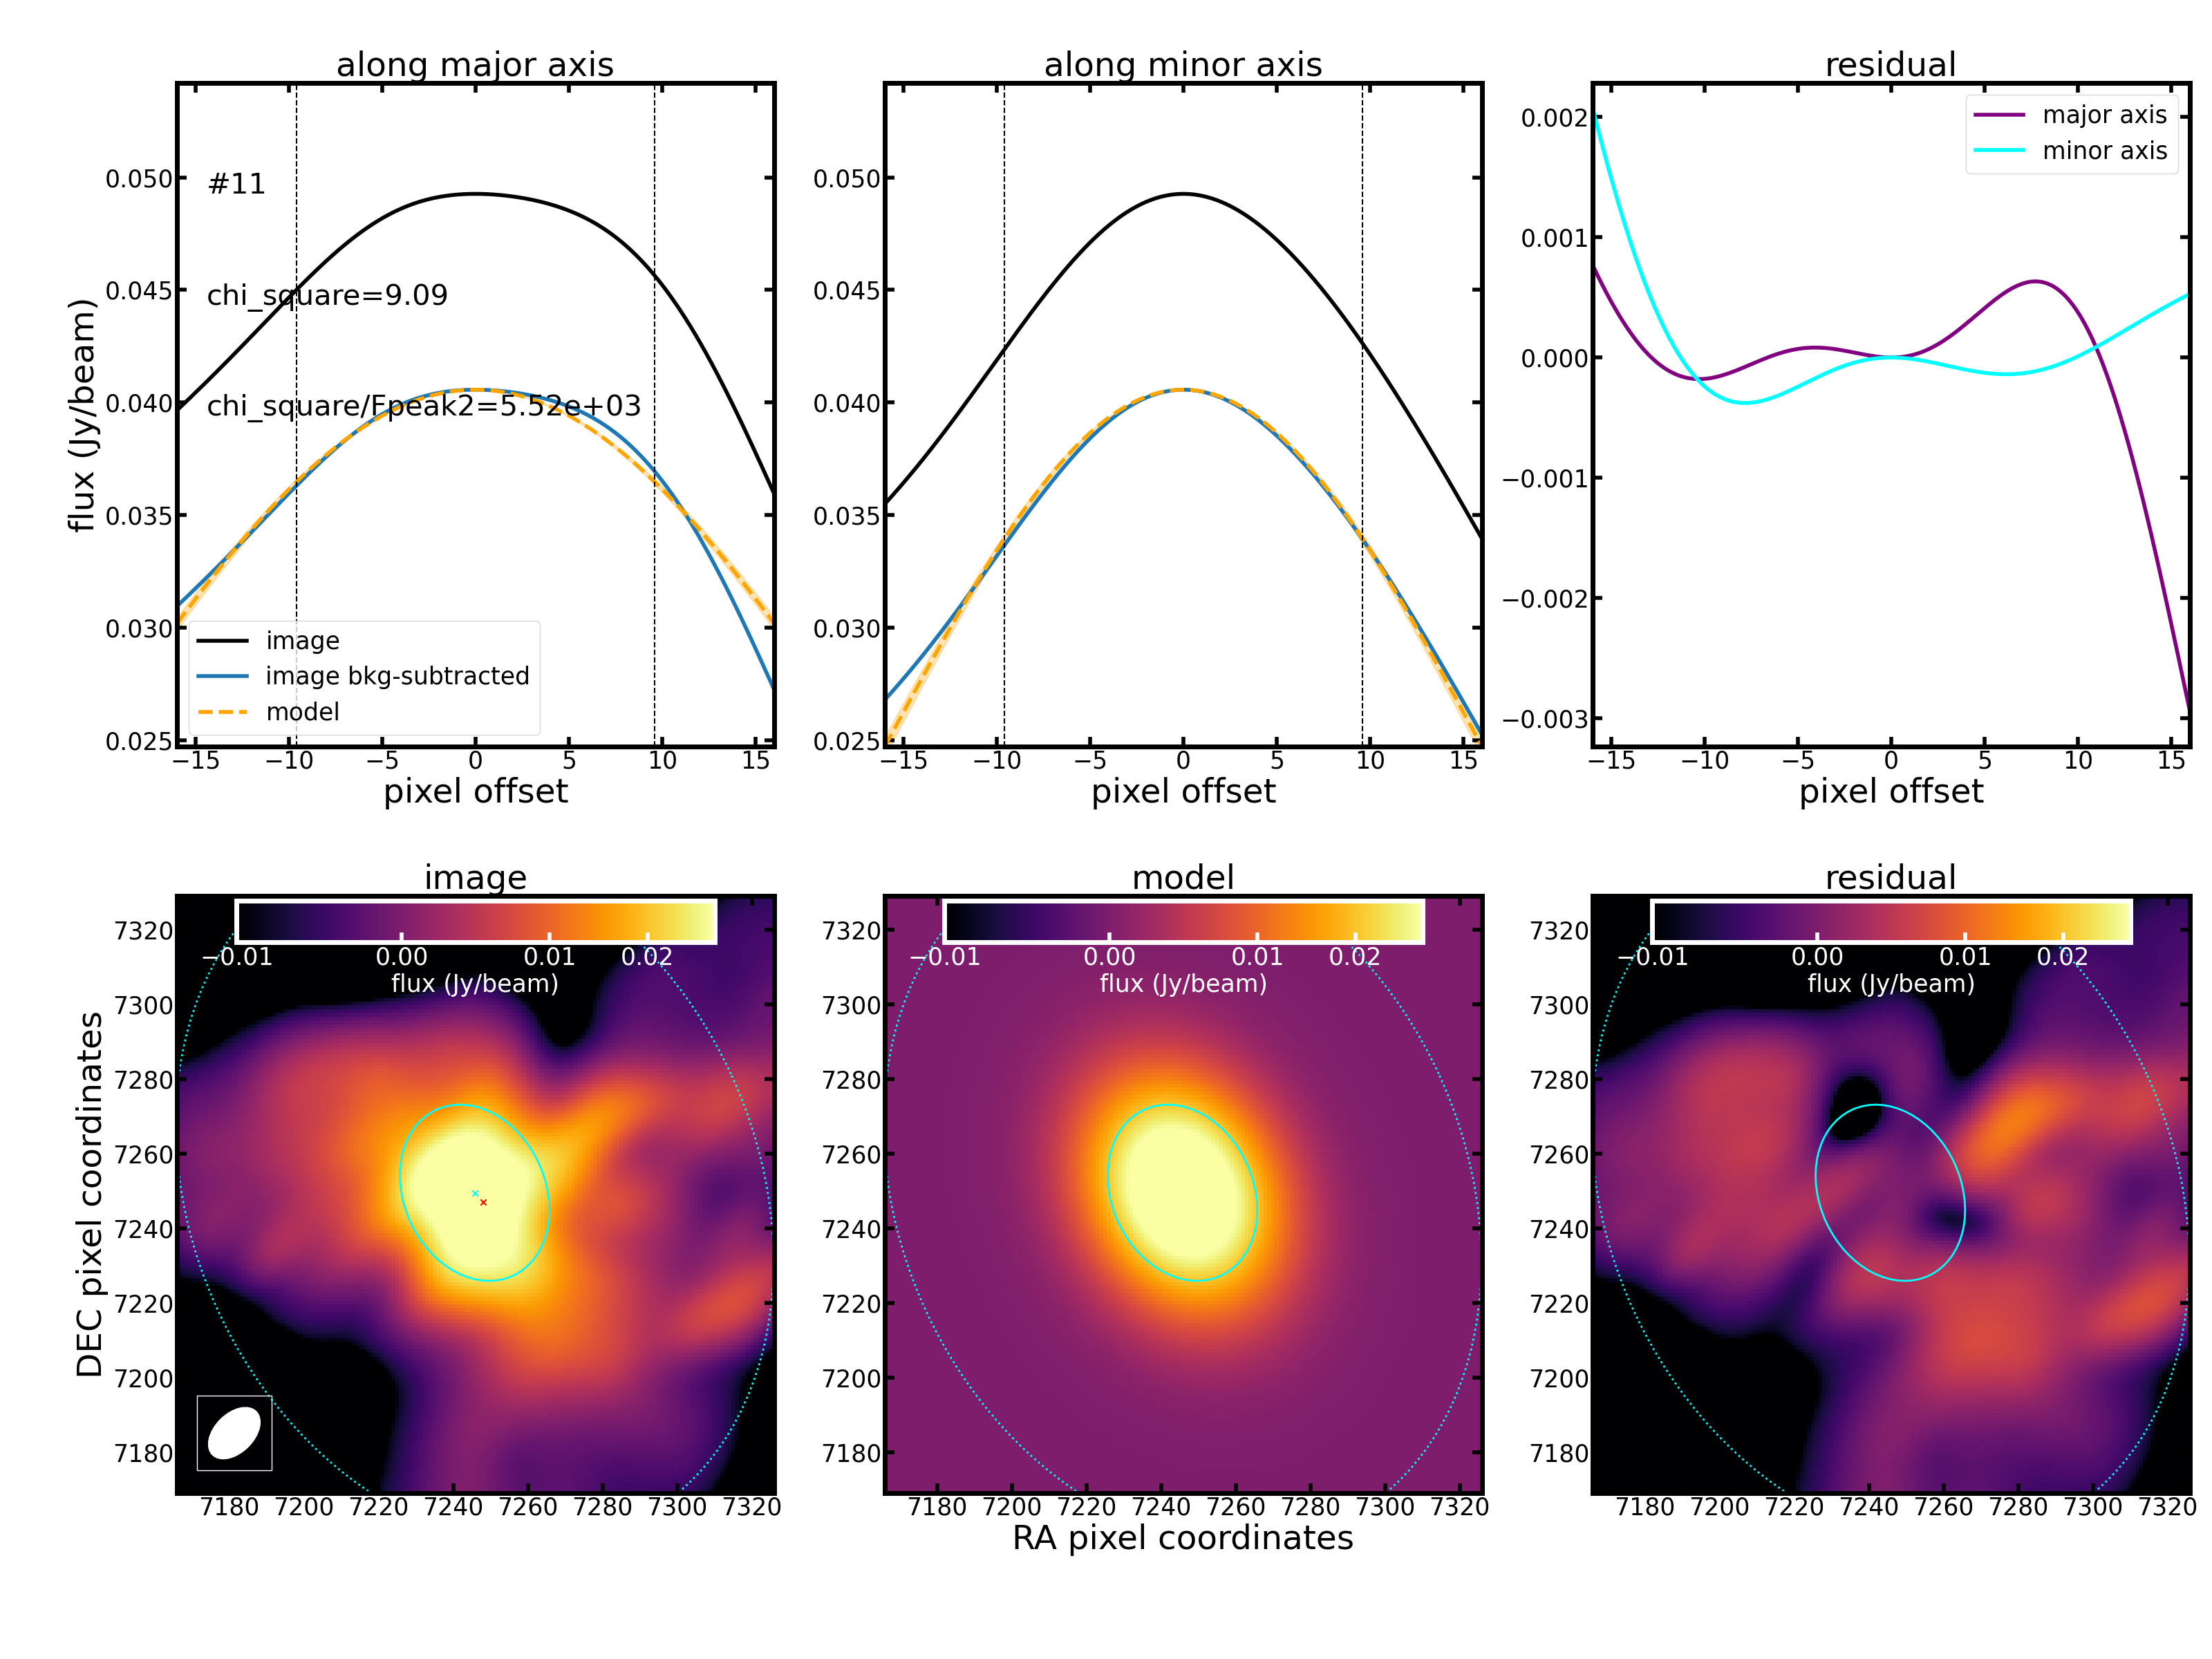 along major axis
along minor axis
residual
flux (Jy/beam)
0.050
0.045
0.040
0.035
0.030
0.025
#11
chi_square=9.09
chi_square/Fpeak2=5.52e+03
image
image bkg-subtracted
model
−15 −10 −5 0 5 10 15
pixel offset
0.050
0.045
0.040
0.035
0.030
0.025
−15 −10 −5 0 5 10 15
pixel offset
0.002
0.001
0.000
−0.001
−0.002
−0.003
major axis
minor axis
−15 −10 −5 0 5 10 15
pixel offset
image
model
residual
DEC pixel coordinates
7320
7300
7280
7260
7240
7220
7200
7180
−0.01 0.00 0.01 0.02
flux (Jy/beam)
7180 7200 7220 7240 7260 7280 7300 7320
7320
7300
7280
7260
7240
7220
7200
7180
−0.01 0.00 0.01 0.02
flux (Jy/beam)
7180 7200 7220 7240 7260 7280 7300 7320
RA pixel coordinates
7320
7300
7280
7260
7240
7220
7200
7180
−0.01 0.00 0.01 0.02
flux (Jy/beam)
7180 7200 7220 7240 7260 7280 7300 7320